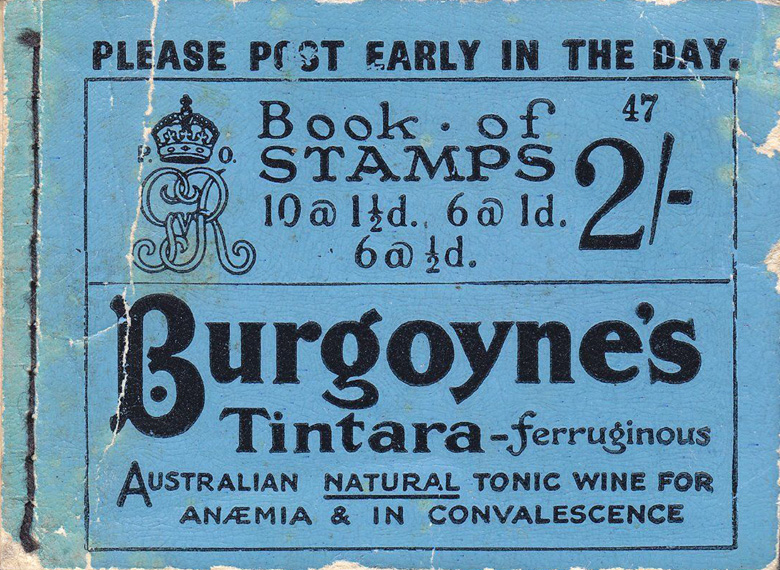 PLEASE POST EARLY IN THE DAY.
P. O.
GR
Book · of
STAMPS
10 @ 1½d., 6 @ 1d.
6 @ ½d.
47
2/-
Burgoyne's
Tintara-ferruginous
AUSTRALIAN NATURAL TONIC WINE FOR
ANÆMIA & IN CONVALESCENCE